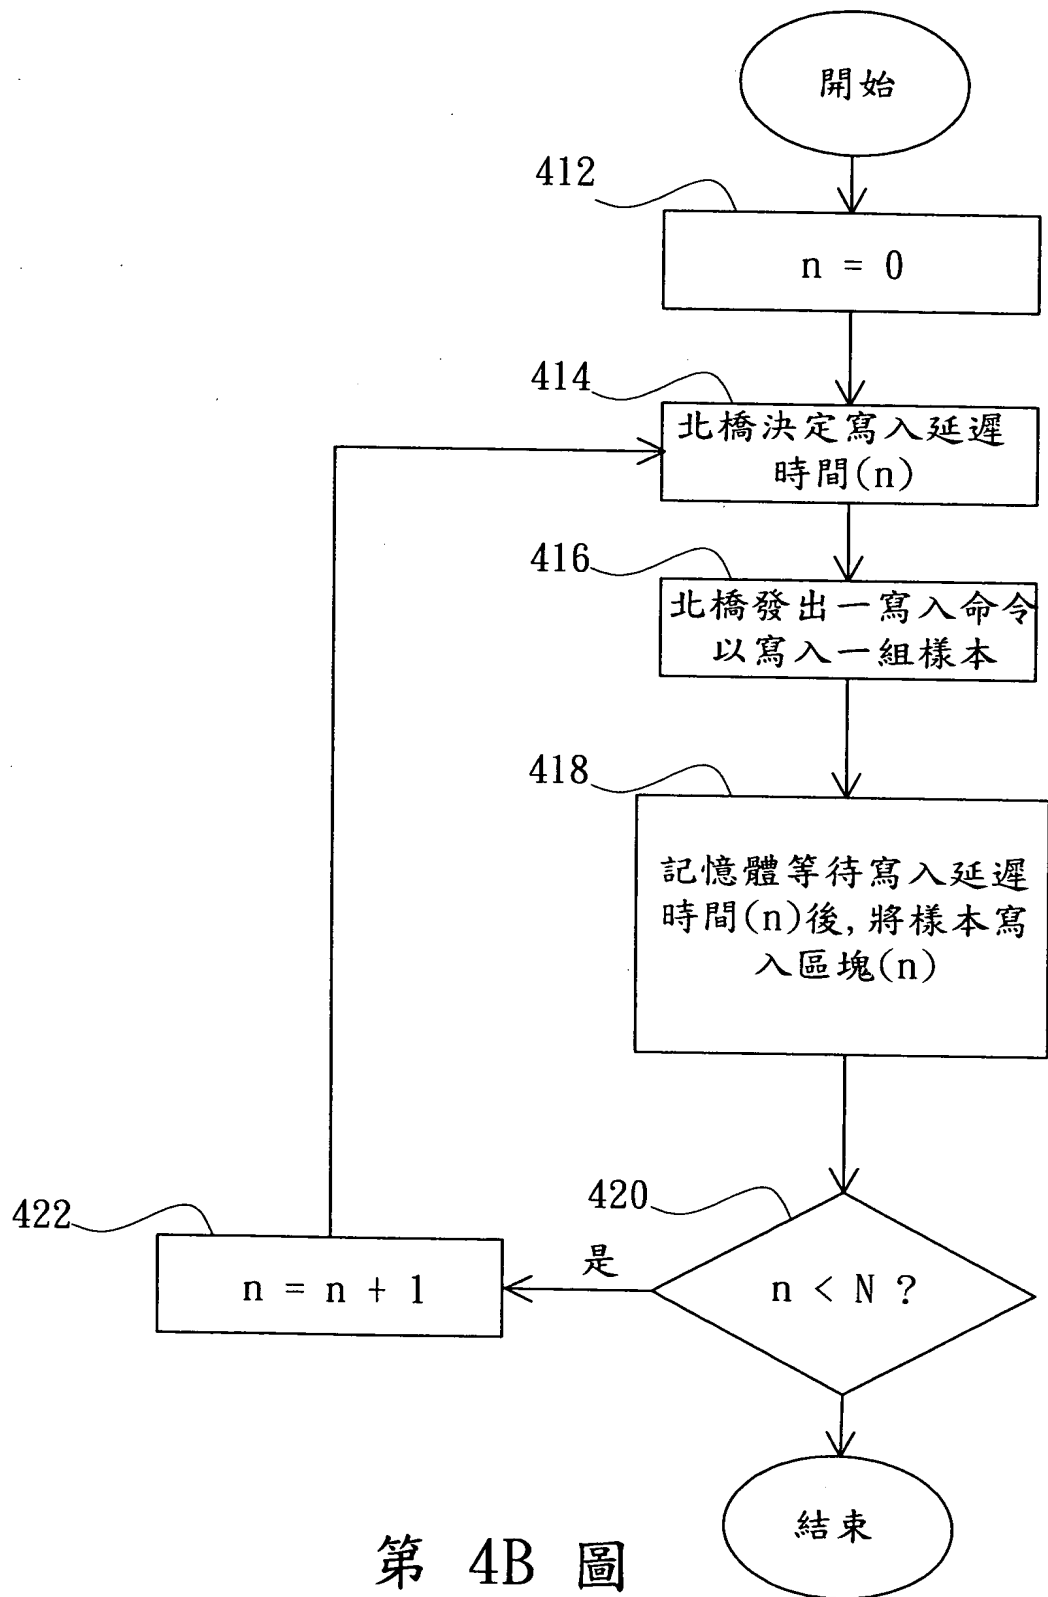 開始
412
n = 0
414
北橋決定寫入延遲
時間(n)
416
北橋發出一寫入命令
以寫入一組樣本
418
記憶體等待寫入延遲
時間(n)後,將樣本寫
入區塊(n)
420
n < N ?
是
422
n = n + 1
結束
第 4B 圖